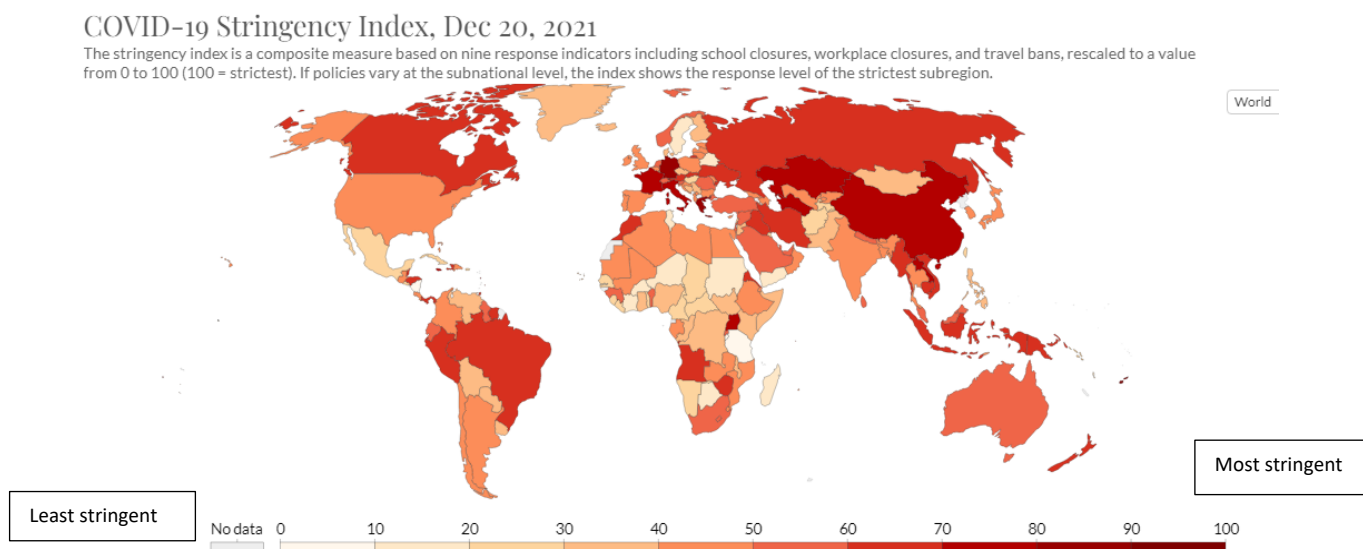 COVID-19 Stringency Index, Dec 20, 2021
The stringency index is a composite measure based on nine response indicators including school closures, workplace closures, and travel bans, rescaled to a value
from 0 to 100 (100 = strictest). If policies vary at the subnational level, the index shows the response level of the strictest subregion.
World
Most stringent
Least stringent
No data 0 10 20 30 40 50 60 70 80 90 100